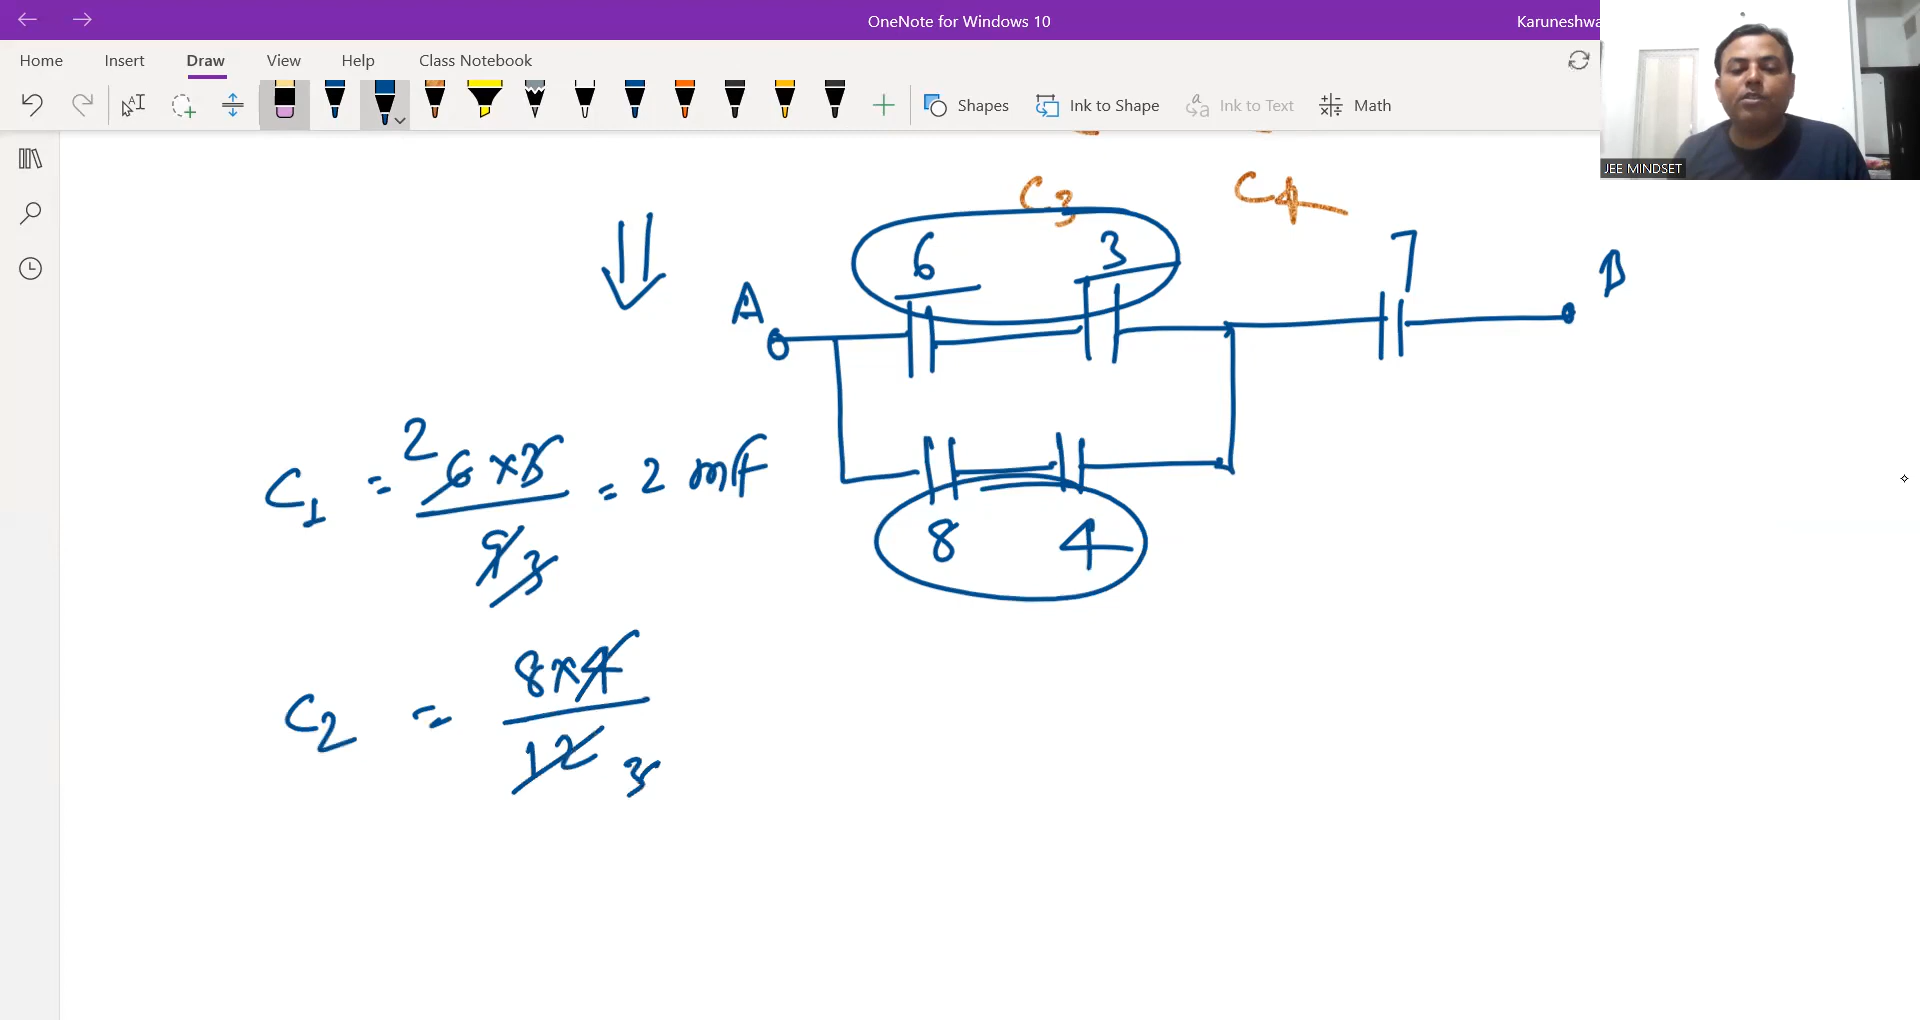 OneNote for Windows 10
Karuneshwa
Home Insert Draw View Help Class Notebook
Shapes Ink to Shape Ink to Text Math
JEE MINDSET
C3 C4
6 3 7
A B
8 4
C1 = 2 6 x 3 / 9 3 = 2 mf
C2 = 8 x 4 / 12 3